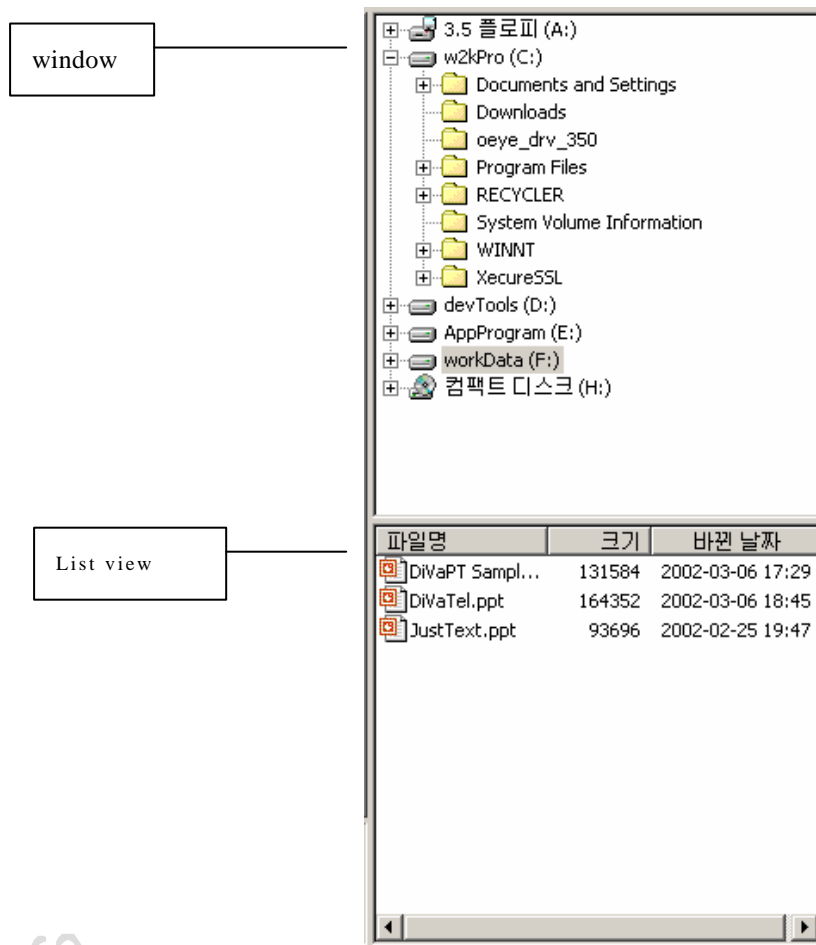 window
3.5 플로피 (A:)
w2kPro (C:)
Documents and Settings
Downloads
oeye_drv_350
Program Files
RECYCLER
System Volume Information
WINNT
XecureSSL
devTools (D:)
AppProgram (E:)
workData (F:)
컴팩트 디스크 (H:)
List view
파일명 크기 바뀐 날짜
DiVaPT Sampl... 131584 2002-03-06 17:29
DiVaTel.ppt 164352 2002-03-06 18:45
JustText.ppt 93696 2002-02-25 19:47